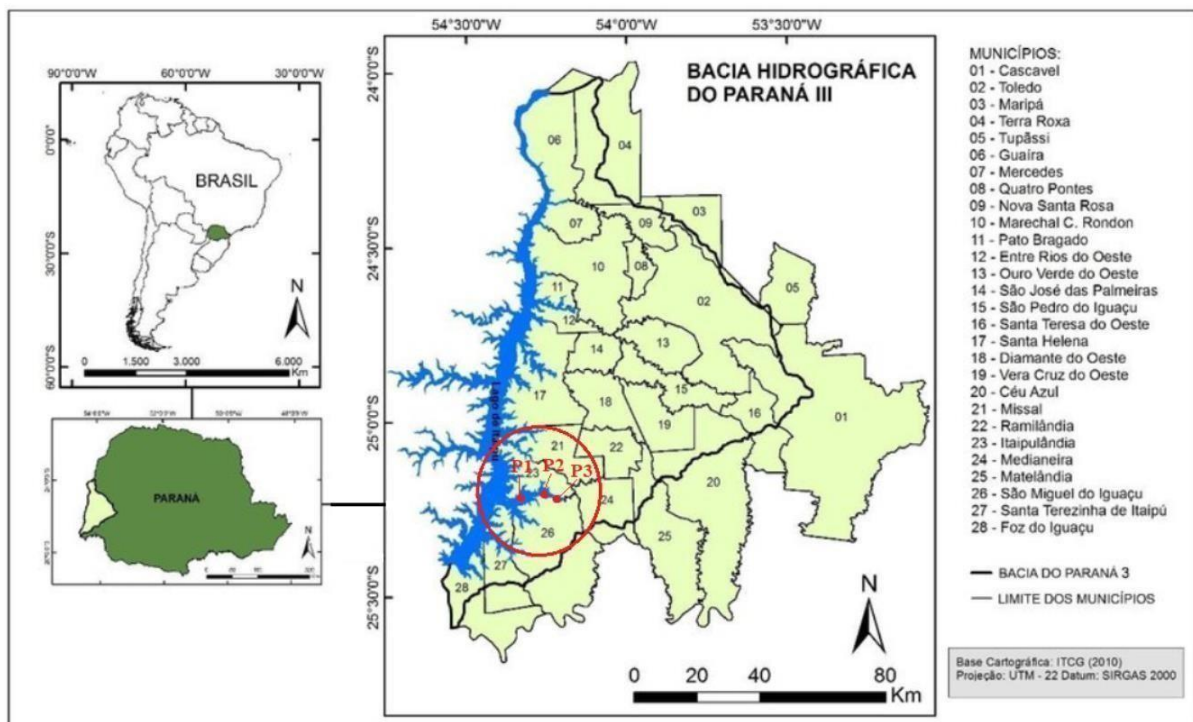 90°0'0"W
60°0'0"W
30°0'0"W
0°0'0"
30°0'0"S
60°0'0"S
BRASIL
N
0
1.500
3.000
6.000
Km
PARANÁ
N
54°30'0"W
54°0'0"W
53°30'0"W
24°0'0"S
24°30'0"S
25°0'0"S
25°30'0"S
BACIA HIDROGRÁFICA
DO PARANÁ III
06
04
03
07
09
10
08
05
11
02
12
13
14
15
17
18
16
01
19
21
22
P1
P2
P3
24
20
26
25
27
28
N
0
20
40
80
Km
MUNICÍPIOS:
01 - Cascavel
02 - Toledo
03 - Maripá
04 - Terra Roxa
05 - Tupãssi
06 - Guaíra
07 - Mercedes
08 - Quatro Pontes
09 - Nova Santa Rosa
10 - Marechal C. Rondon
11 - Pato Bragado
12 - Entre Rios do Oeste
13 - Ouro Verde do Oeste
14 - São José das Palmeiras
15 - São Pedro do Iguaçu
16 - Santa Teresa do Oeste
17 - Santa Helena
18 - Diamante do Oeste
19 - Vera Cruz do Oeste
20 - Céu Azul
21 - Missal
22 - Ramilândia
23 - Itaipulândia
24 - Medianeira
25 - Matelândia
26 - São Miguel do Iguaçu
27 - Santa Terezinha de Itaipú
28 - Foz do Iguaçu
BACIA DO PARANÁ 3
LIMITE DOS MUNICÍPIOS
Base Cartográfica: ITCG (2010)
Projeção: UTM - 22 Datum: SIRGAS 2000